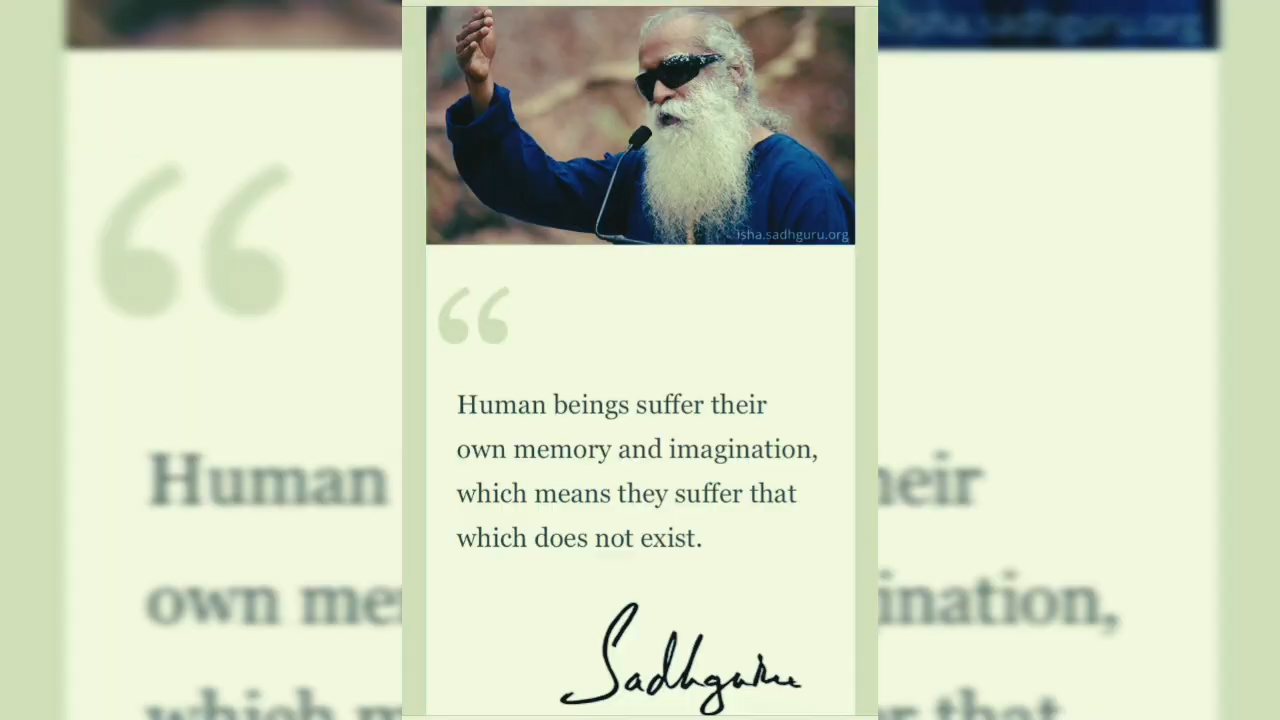 isha.sadhguru.org
“
Human beings suffer their
own memory and imagination,
which means they suffer that
which does not exist.
Sadhguru